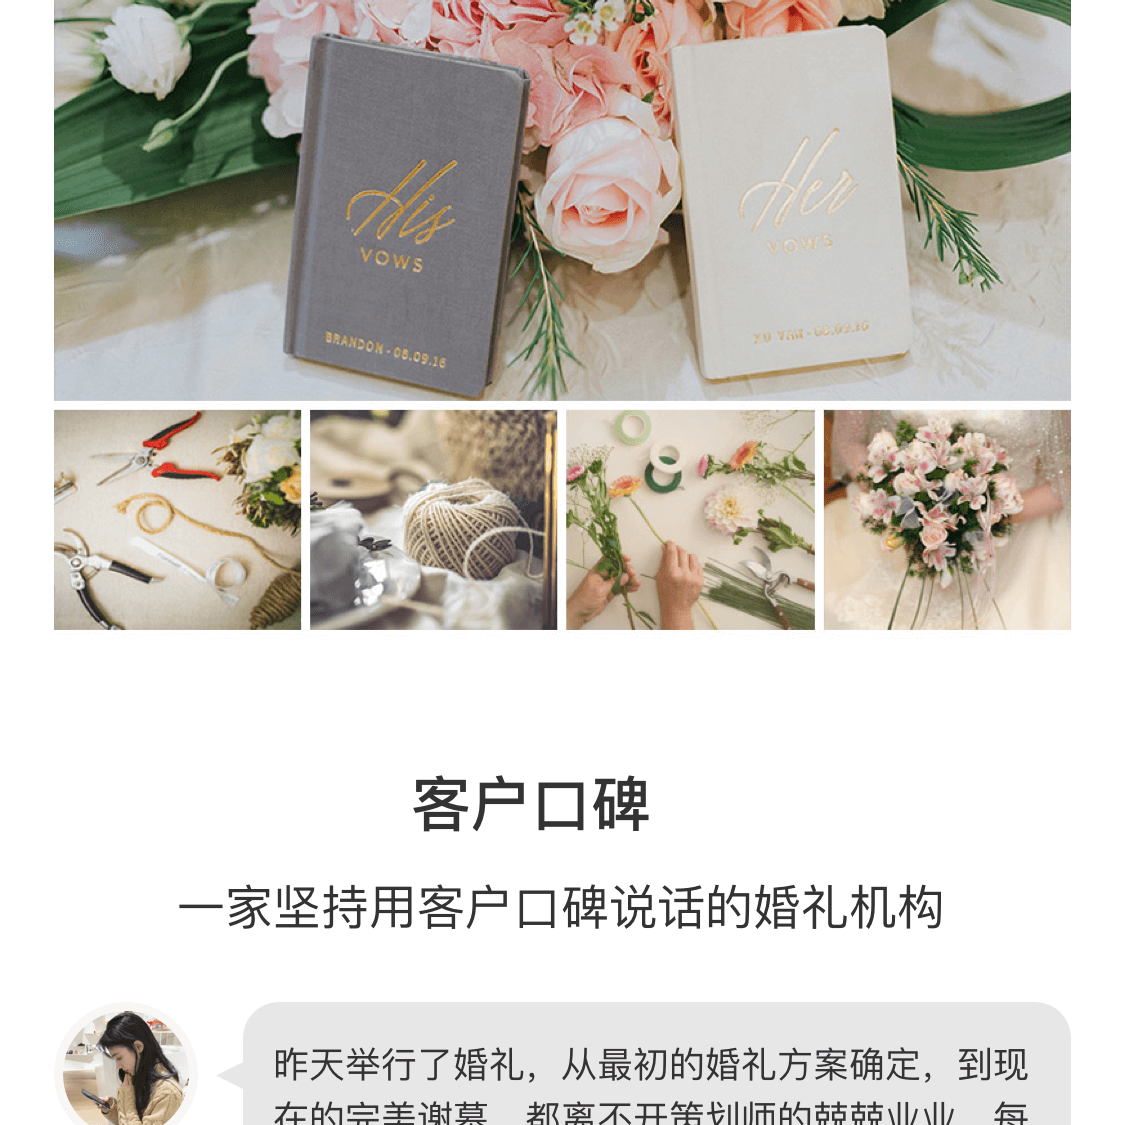 His
VOWS
BRANDON - 08.09.16
Her
VOWS
XU VAN - 08.09.16
客户口碑
一家坚持用客户口碑说话的婚礼机构
昨天举行了婚礼，从最初的婚礼方案确定，到现
在的完美谢幕，都离不开策划师的兢兢业业，每